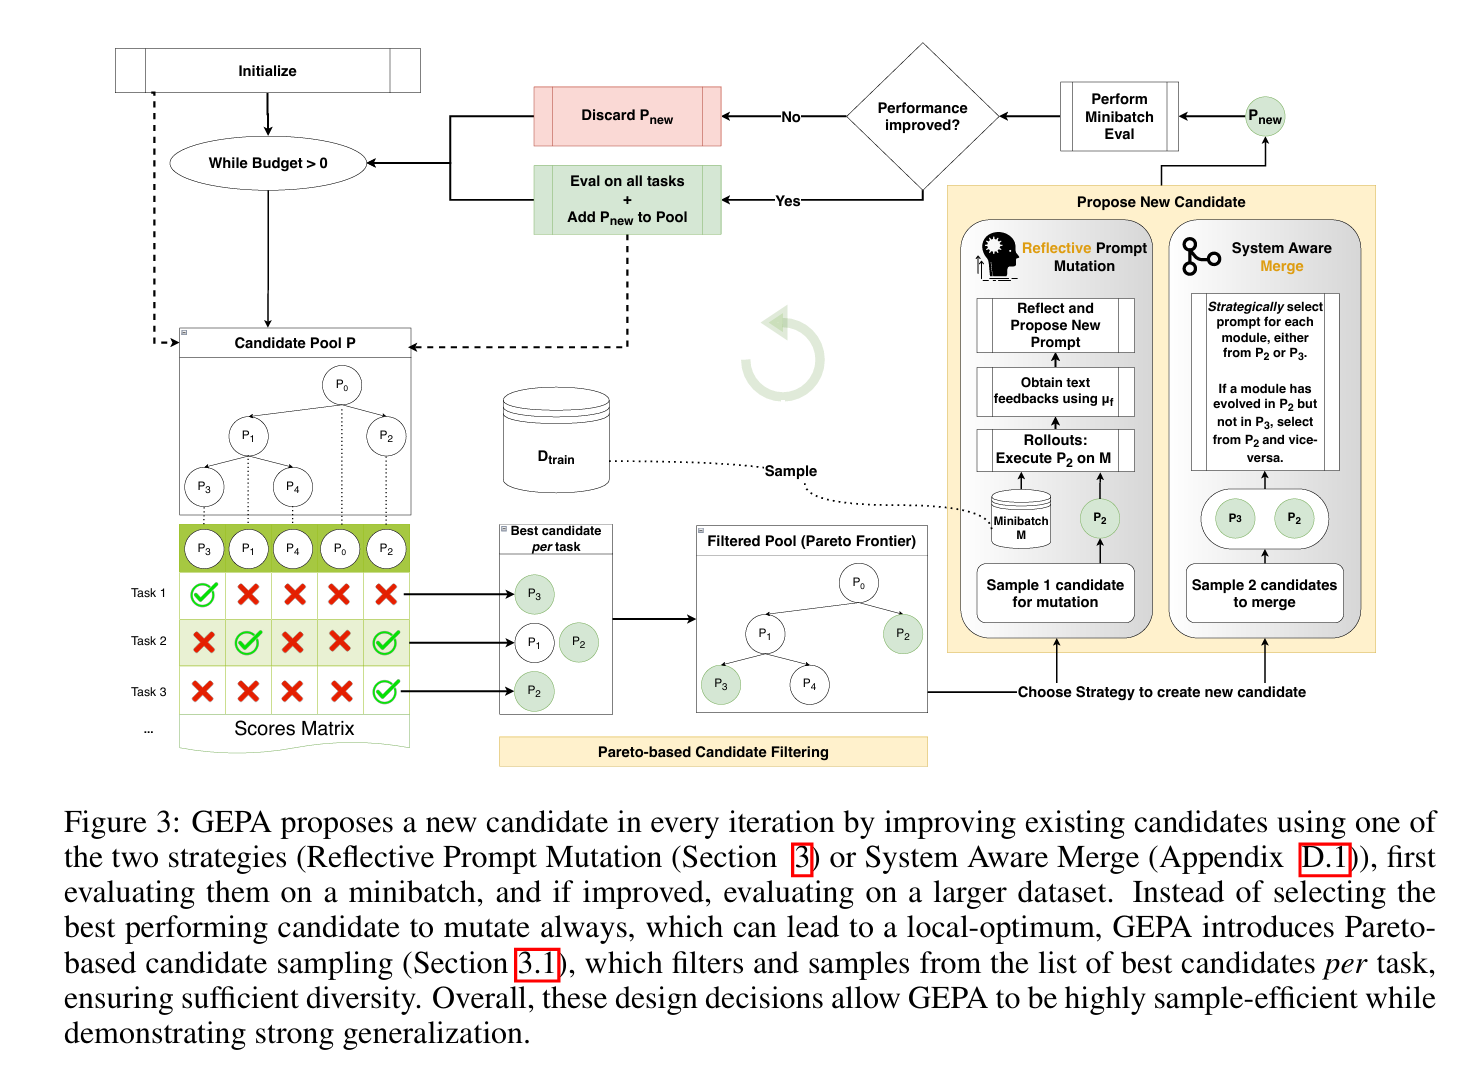 Initialize
While Budget > 0
Discard Pnew
Eval on all tasks
+
Add Pnew to Pool
No
Yes
Performance
improved?
Perform
Minibatch
Eval
Pnew
Propose New Candidate
Reflective Prompt
Mutation
Reflect and
Propose New
Prompt
Obtain text
feedbacks using μf
Rollouts:
Execute P2 on M
Minibatch
M
P2
Sample 1 candidate
for mutation
System Aware
Merge
Strategically select
prompt for each
module, either
from P2 or P3.
If a module has
evolved in P2 but
not in P3, select
from P2 and vice-
versa.
P3 P2
Sample 2 candidates
to merge
Choose Strategy to create new candidate
Candidate Pool P
P0
P1 P2
P3 P4
Dtrain
Sample
P3 P1 P4 P0 P2
Task 1
Task 2
Task 3
...
Scores Matrix
Best candidate
per task
P3
P1 P2
P2
Filtered Pool (Pareto Frontier)
P0
P1 P2
P3 P4
Pareto-based Candidate Filtering
Figure 3: GEPA proposes a new candidate in every iteration by improving existing candidates using one of
the two strategies (Reflective Prompt Mutation (Section 3) or System Aware Merge (Appendix D.1)), first
evaluating them on a minibatch, and if improved, evaluating on a larger dataset. Instead of selecting the
best performing candidate to mutate always, which can lead to a local-optimum, GEPA introduces Pareto-
based candidate sampling (Section 3.1), which filters and samples from the list of best candidates per task,
ensuring sufficient diversity. Overall, these design decisions allow GEPA to be highly sample-efficient while
demonstrating strong generalization.